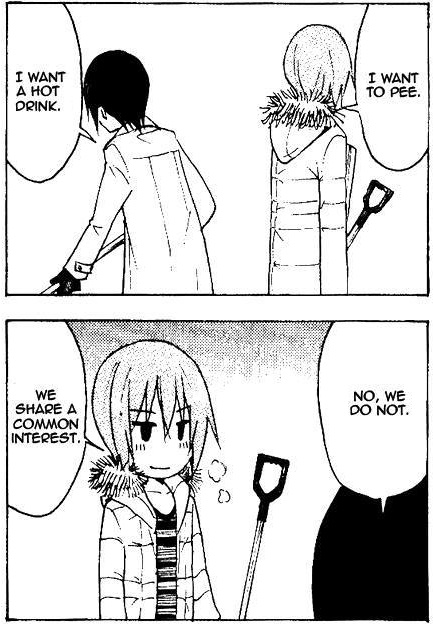 I WANT
A HOT
DRINK.
I WANT
TO PEE.
WE
SHARE A
COMMON
INTEREST.
NO, WE
DO NOT.